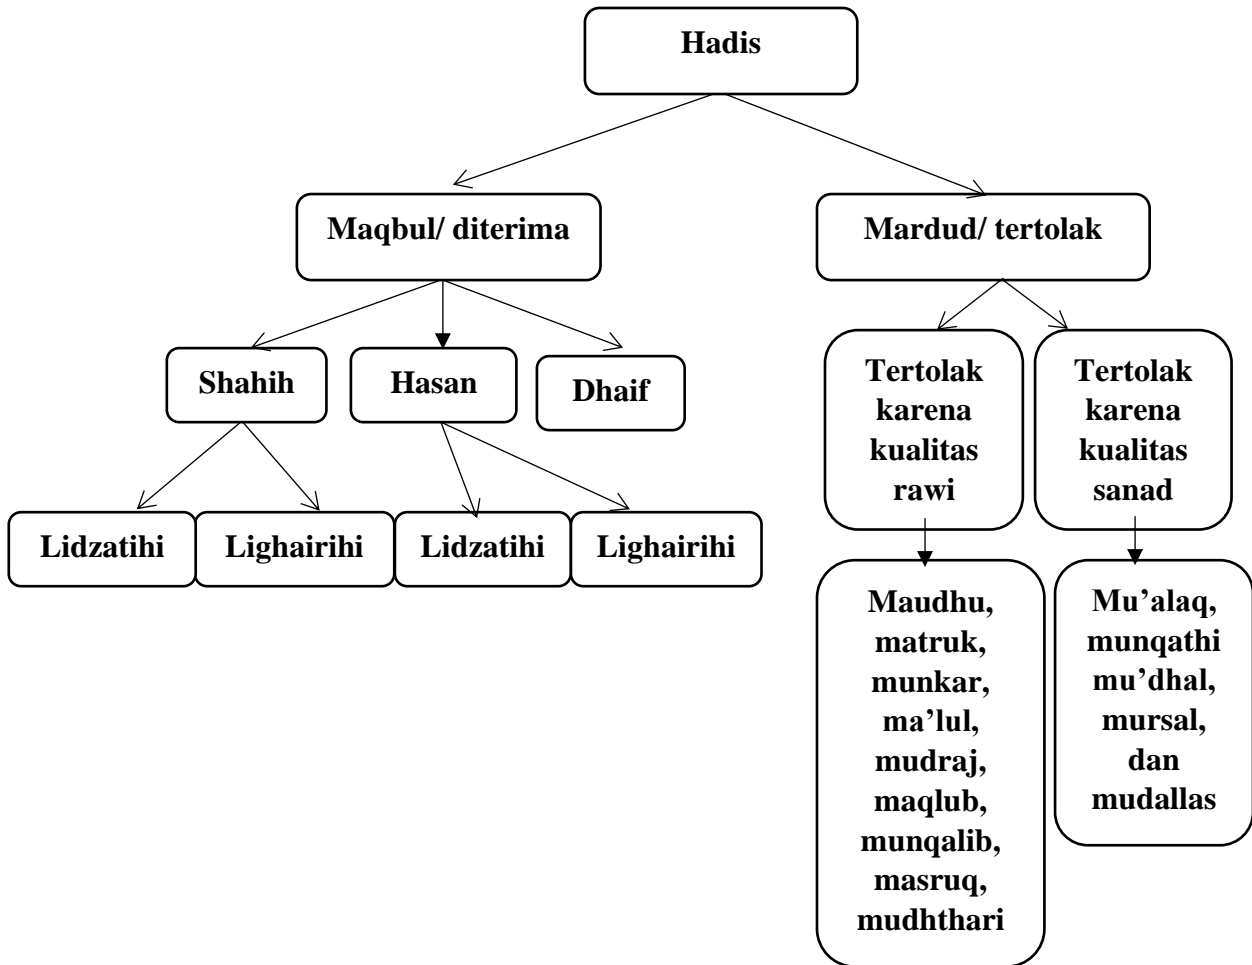 Hadis
Maqbul/ diterima
Mardud/ tertolak
Shahih
Hasan
Dhaif
Tertolak
karena
kualitas
rawi
Tertolak
karena
kualitas
sanad
Lidzatihi
Lighairihi
Lidzatihi
Lighairihi
Maudhu,
matruk,
munkar,
ma’lul,
mudraj,
maqlub,
munqalib,
masruq,
mudhthari
Mu’alaq,
munqathi
mu’dhal,
mursal,
dan
mudallas